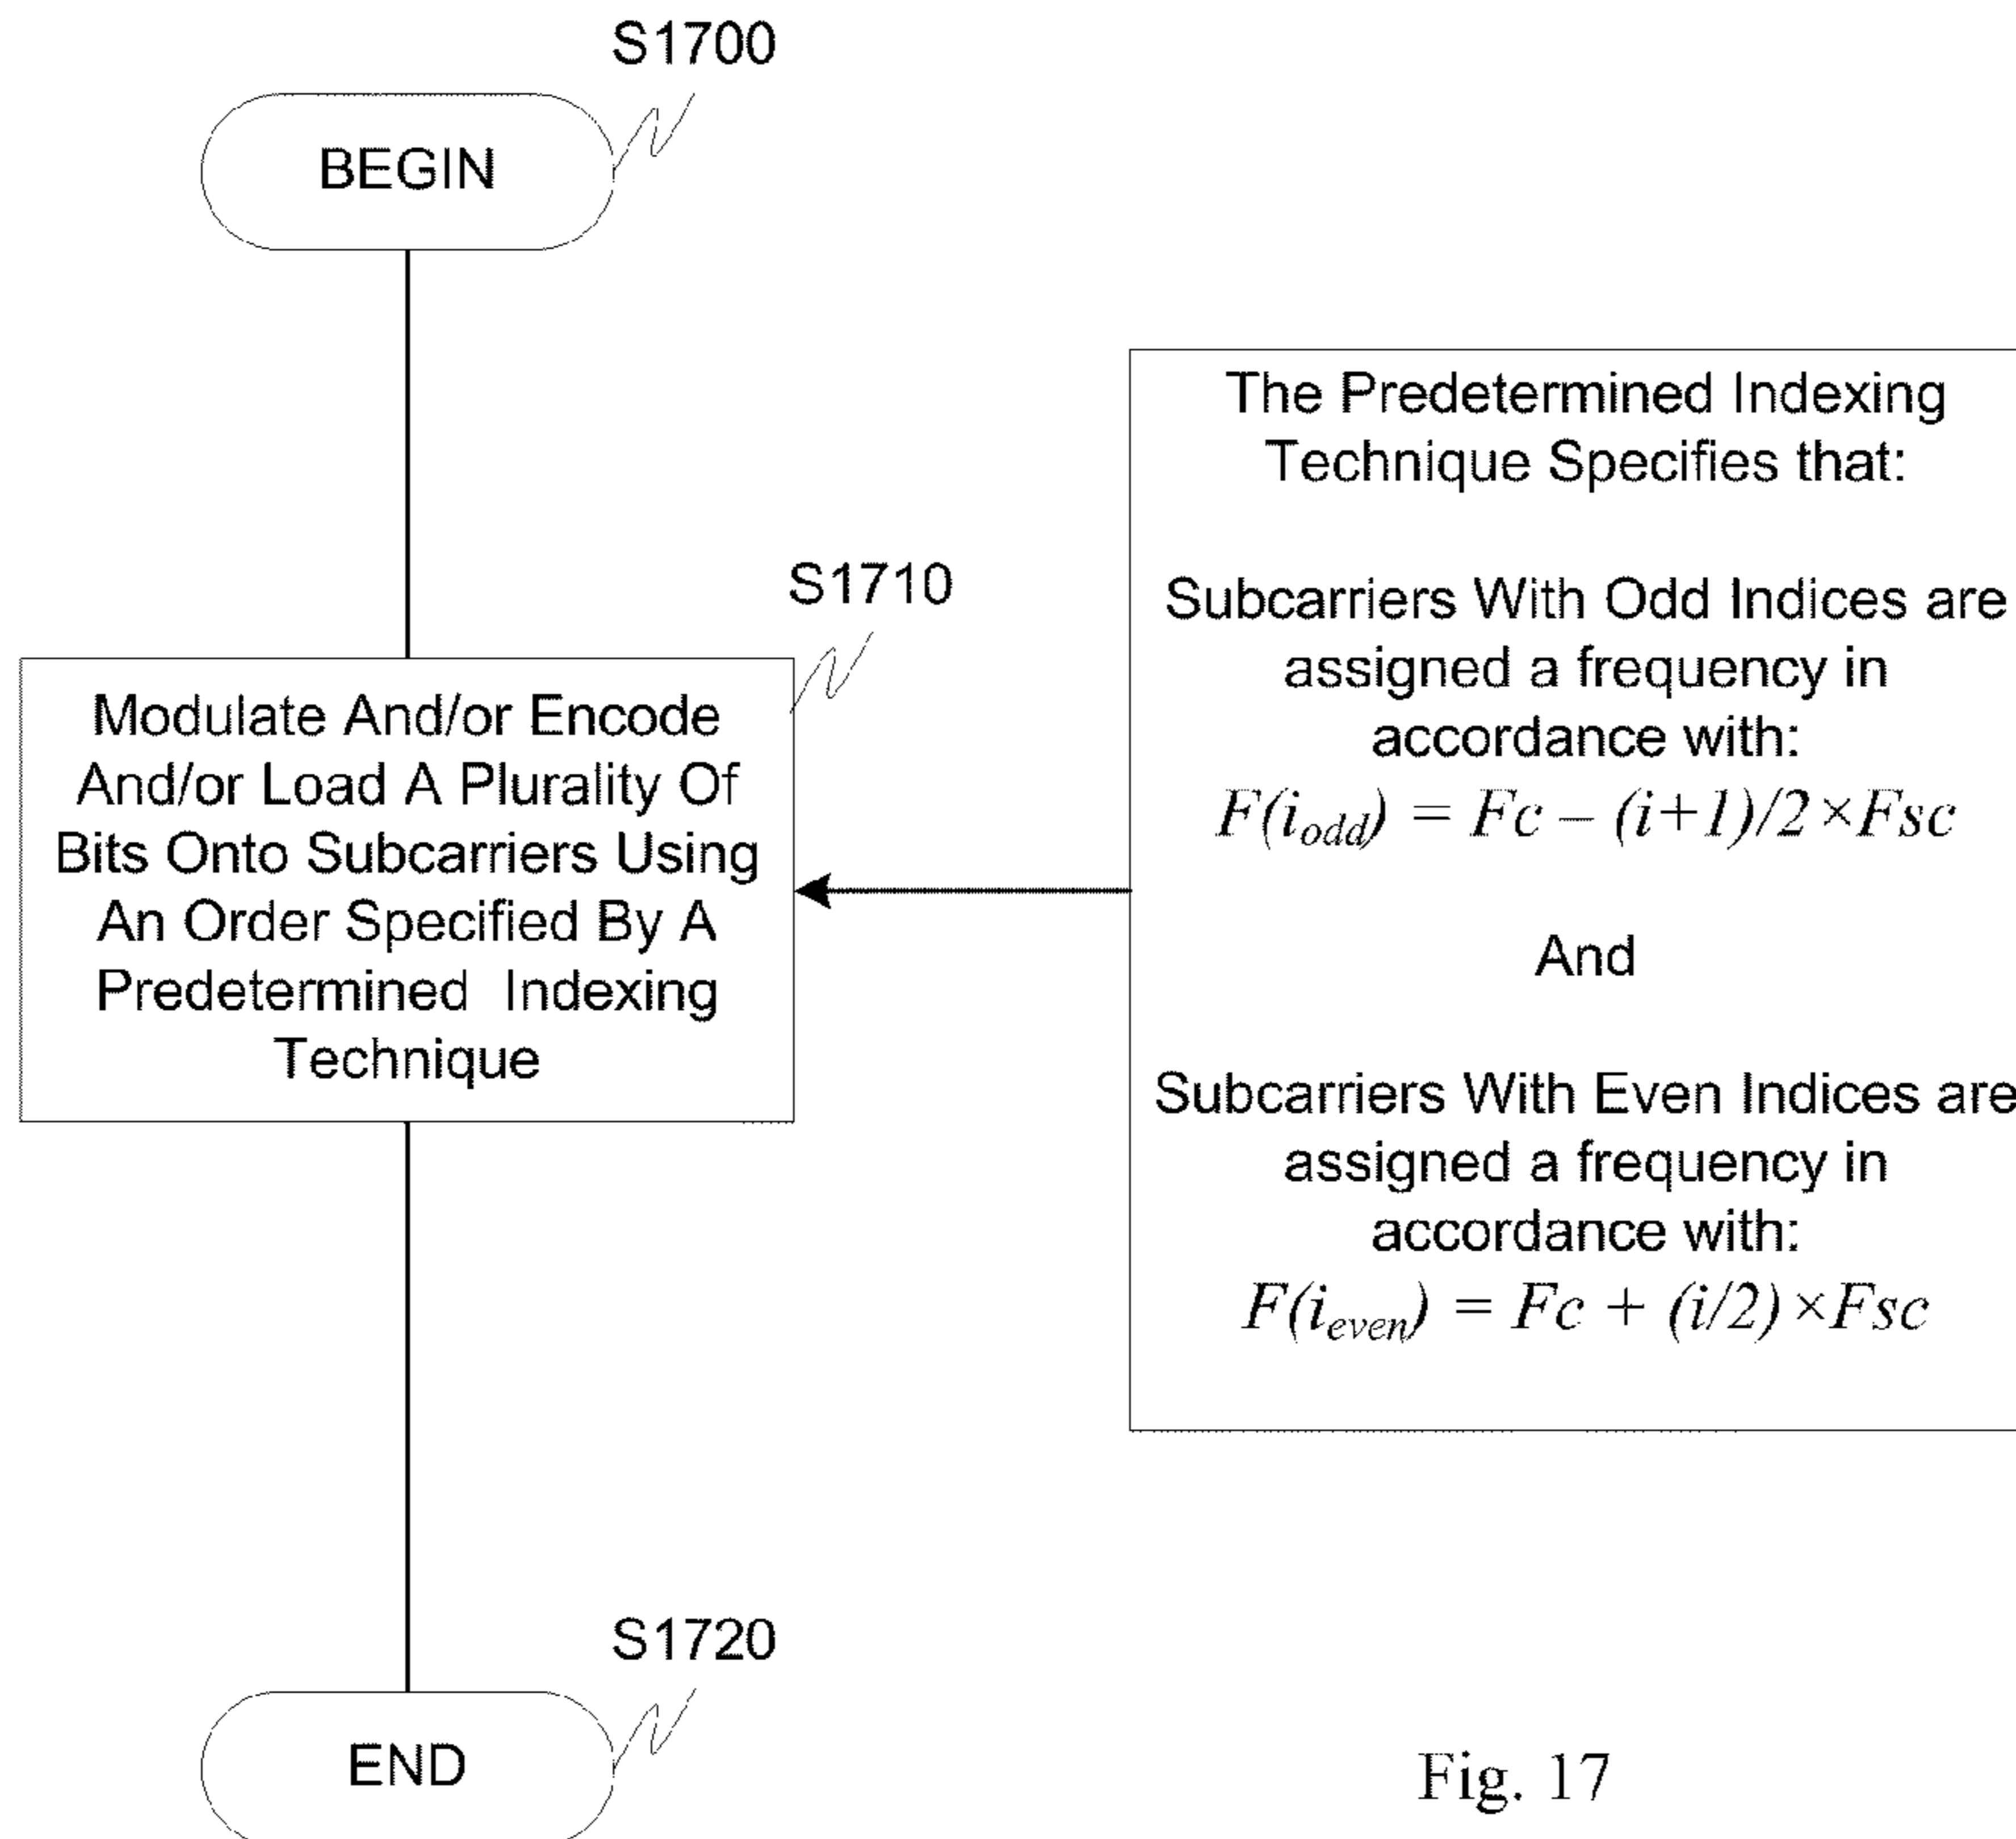 S1700
BEGIN
S1710
Modulate And/or Encode
And/or Load A Plurality Of
Bits Onto Subcarriers Using
An Order Specified By A
Predetermined Indexing
Technique
The Predetermined Indexing
Technique Specifies that:
Subcarriers With Odd Indices are
assigned a frequency in
accordance with:
F(i_odd) = Fc – (i+1)/2×Fsc
And
Subcarriers With Even Indices are
assigned a frequency in
accordance with:
F(i_even) = Fc + (i/2)×Fsc
S1720
END
Fig. 17